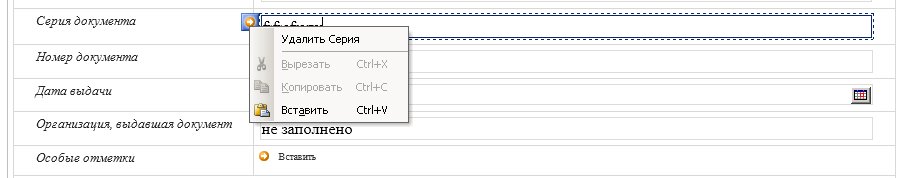 Серия документа
Удалить Серия
Номер документа
Вырезать Ctrl+X
Копировать Ctrl+C
Дата выдачи
Вставить Ctrl+V
Организация, выдавшая документ
не заполнено
Особые отметки
Вставить